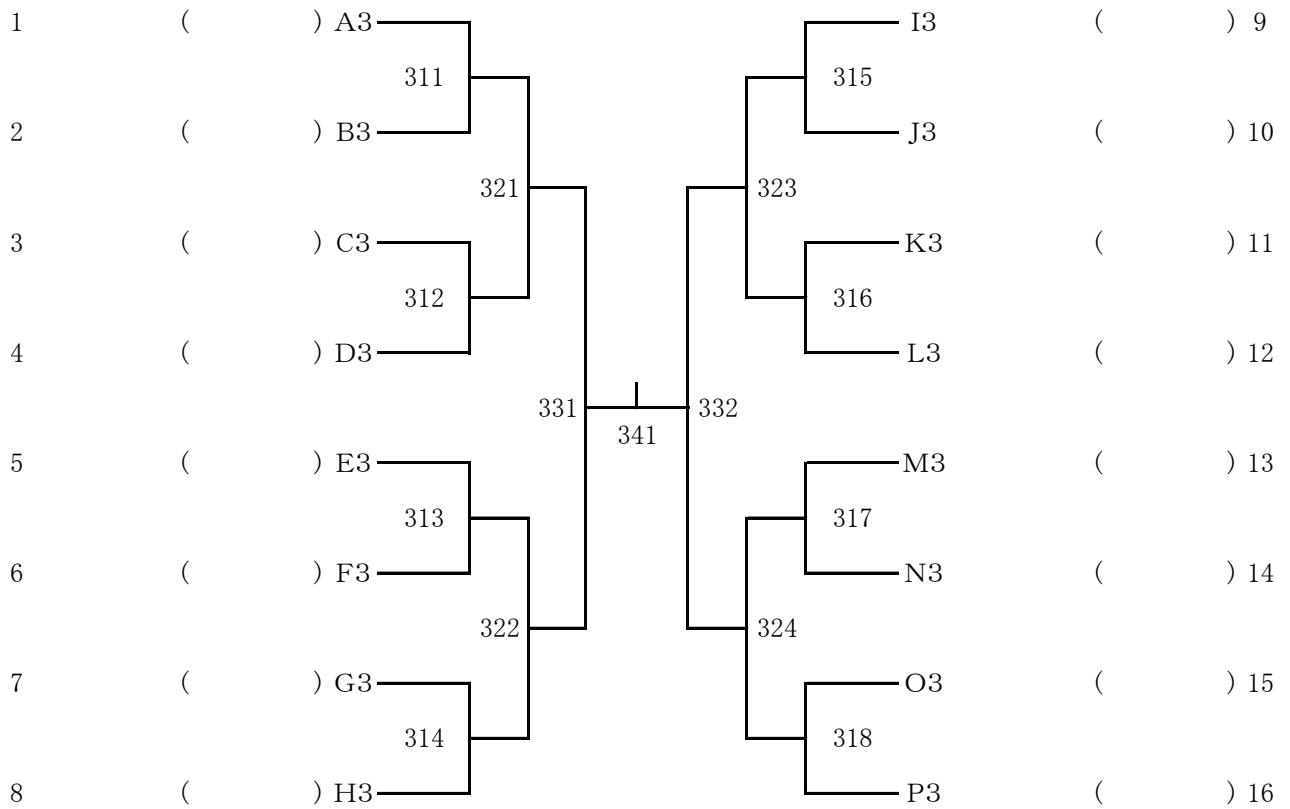 1 ( ) A3 I3 ( ) 9
311 315
2 ( ) B3 J3 ( ) 10
321 323
3 ( ) C3 K3 ( ) 11
312 316
4 ( ) D3 L3 ( ) 12
331 332
341
5 ( ) E3 M3 ( ) 13
313 317
6 ( ) F3 N3 ( ) 14
322 324
7 ( ) G3 O3 ( ) 15
314 318
8 ( ) H3 P3 ( ) 16